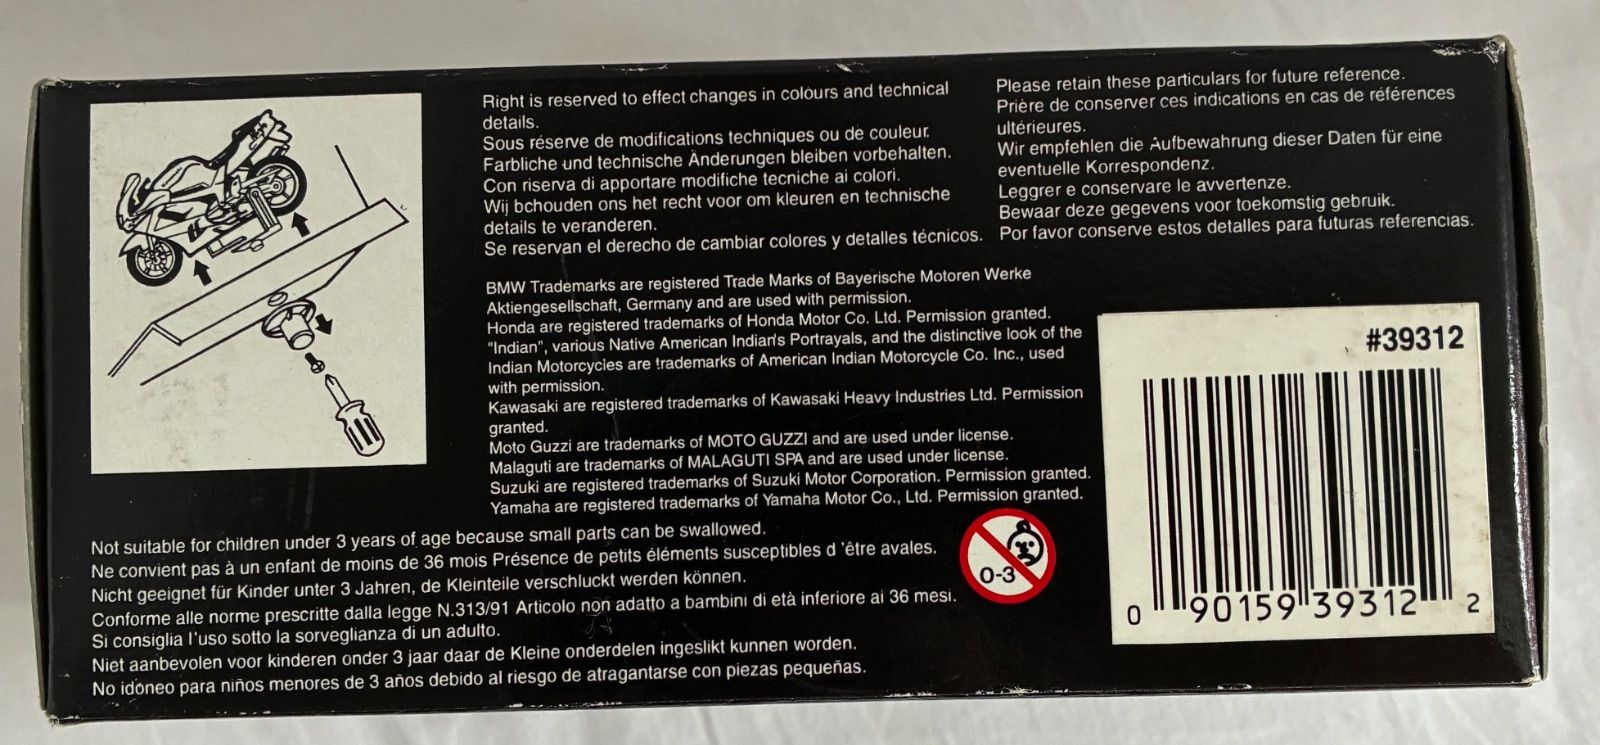 Right is reserved to effect changes in colours and technical
details.
Sous réserve de modifications techniques ou de couleur.
Farbliche und technische Änderungen bleiben vorbehalten.
Con riserva di apportare modifiche tecniche ai colori.
Wij bchouden ons het recht voor om kleuren en technische
details te veranderen.
Se reservan el derecho de cambiar colores y detalles técnicos.
Please retain these particulars for future reference.
Prière de conserver ces indications en cas de références
ultérieures.
Wir empfehlen die Aufbewahrung dieser Daten für eine
eventuelle Korrespondenz.
Leggrer e conservare le avvertenze.
Bewaar deze gegevens voor toekomstig gebruik.
Por favor conserve estos detalles para futuras referencias.
BMW Trademarks are registered Trade Marks of Bayerische Motoren Werke
Aktiengesellschaft, Germany and are used with permission.
Honda are registered trademarks of Honda Motor Co. Ltd. Permission granted.
"Indian", various Native American Indian's Portrayals, and the distinctive look of the
Indian Motorcycles are trademarks of American Indian Motorcycle Co. Inc., used
with permission.
Kawasaki are registered trademarks of Kawasaki Heavy Industries Ltd. Permission
granted.
Moto Guzzi are trademarks of MOTO GUZZI and are used under license.
Malaguti are trademarks of MALAGUTI SPA and are used under license.
Suzuki are registered trademarks of Suzuki Motor Corporation. Permission granted.
Yamaha are registered trademarks of Yamaha Motor Co., Ltd. Permission granted.
Not suitable for children under 3 years of age because small parts can be swallowed.
Ne convient pas à un enfant de moins de 36 mois Présence de petits éléments susceptibles d 'être avales.
Nicht geeignet für Kinder unter 3 Jahren, de Kleinteile verschluckt werden können.
Conforme alle norme prescritte dalla legge N.313/91 Articolo non adatto a bambini di età inferiore ai 36 mesi.
Si consiglia l'uso sotto la sorveglianza di un adulto.
Niet aanbevolen voor kinderen onder 3 jaar daar de Kleine onderdelen ingeslikt kunnen worden.
No idoneo para niños menores de 3 años debido al riesgo de atragantarse con piezas pequeñas.
0-3
#39312
0 90159 39312 2